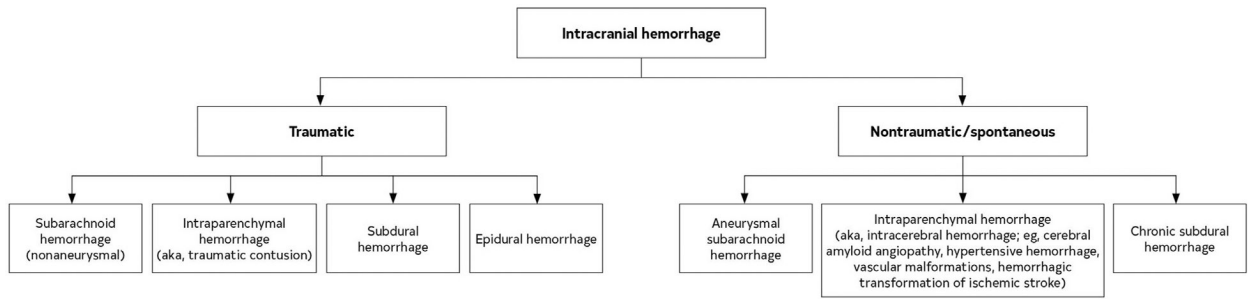 Intracranial hemorrhage
Traumatic
Nontraumatic/spontaneous
Subarachnoid
hemorrhage
(nonaneurysmal)
Intraparenchymal
hemorrhage
(aka, traumatic contusion)
Subdural
hemorrhage
Epidural hemorrhage
Aneurysmal
subarachnoid
hemorrhage
Intraparenchymal hemorrhage
(aka, intracerebral hemorrhage; eg, cerebral
amyloid angiopathy, hypertensive hemorrhage,
vascular malformations, hemorrhagic
transformation of ischemic stroke)
Chronic subdural
hemorrhage